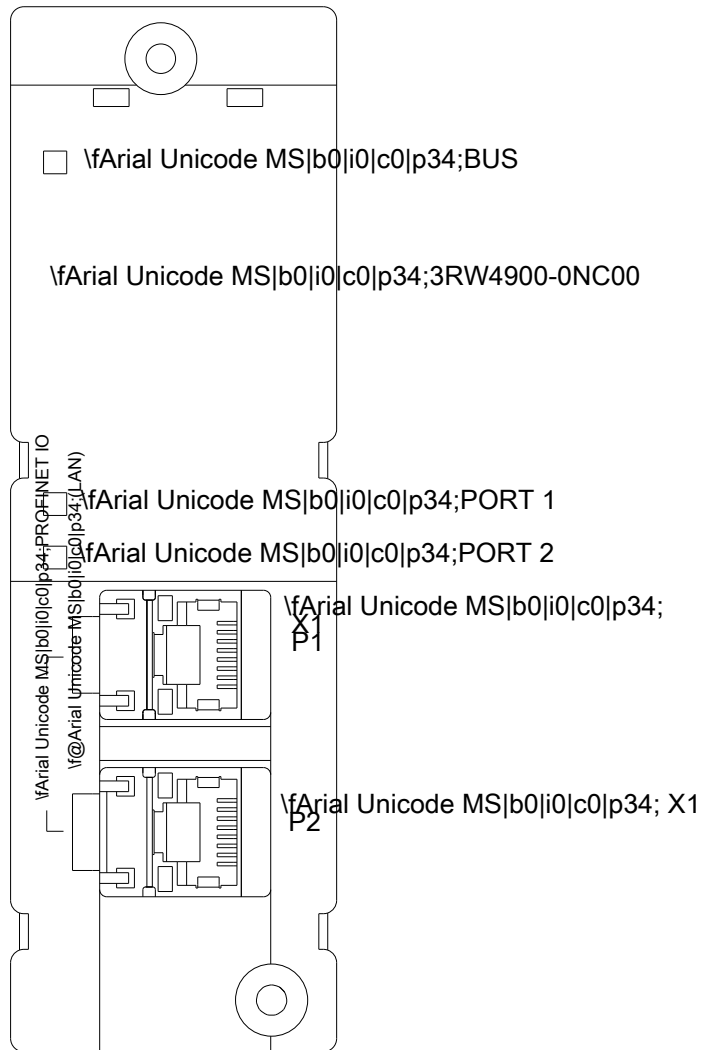 \fArial Unicode MS|b0|i0|c0|p34;BUS
\fArial Unicode MS|b0|i0|c0|p34;3RW4900-0NC00
\fArial Unicode MS|b0|i0|c0|p34;PROFINET IO
\f@Arial Unicode MS|b0|i0|c0|p34;(LAN)
\fArial Unicode MS|b0|i0|c0|p34;PORT 1
\fArial Unicode MS|b0|i0|c0|p34;PORT 2
\fArial Unicode MS|b0|i0|c0|p34;
X1
P1
\fArial Unicode MS|b0|i0|c0|p34; X1
P2